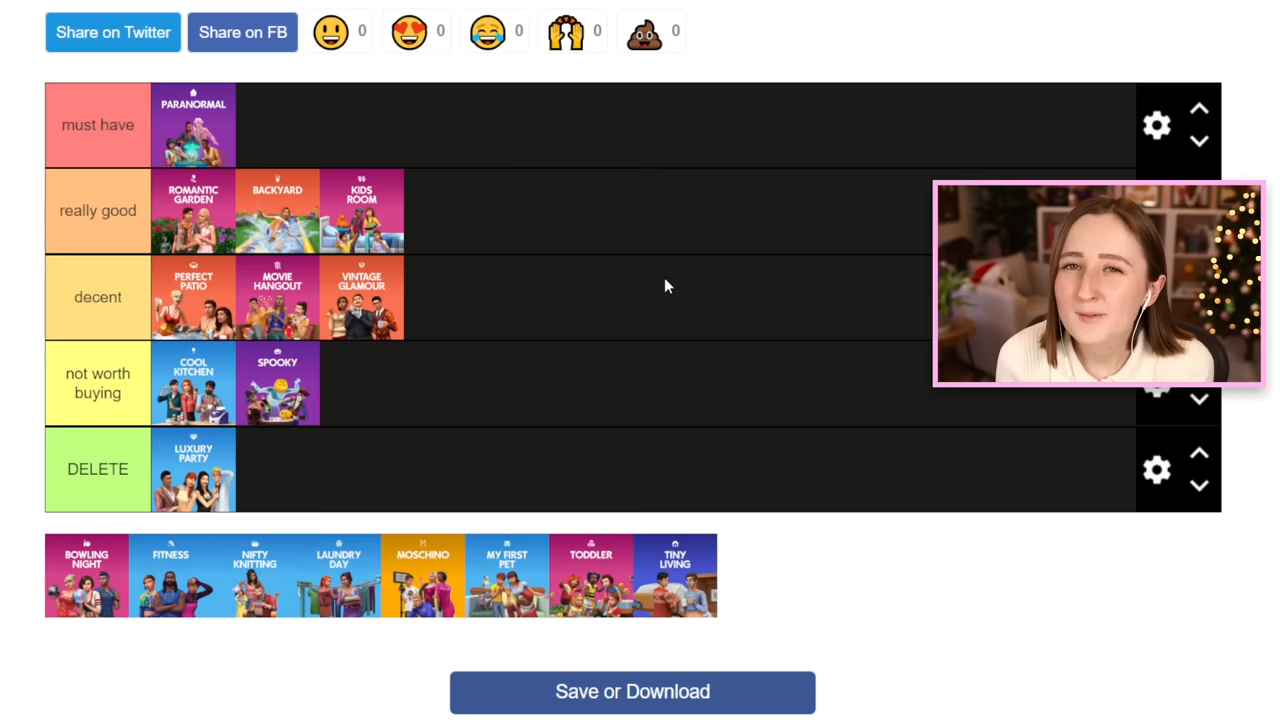 Share on Twitter
Share on FB
0
0
0
0
0
must have
PARANORMAL
really good
ROMANTIC
GARDEN
BACKYARD
KIDS
ROOM
decent
PERFECT
PATIO
MOVIE
HANGOUT
VINTAGE
GLAMOUR
not worth
buying
COOL
KITCHEN
SPOOKY
DELETE
LUXURY
PARTY
BOWLING
NIGHT
FITNESS
NIFTY
KNITTING
LAUNDRY
DAY
MOSCHINO
MY FIRST
PET
TODDLER
TINY
LIVING
Save or Download